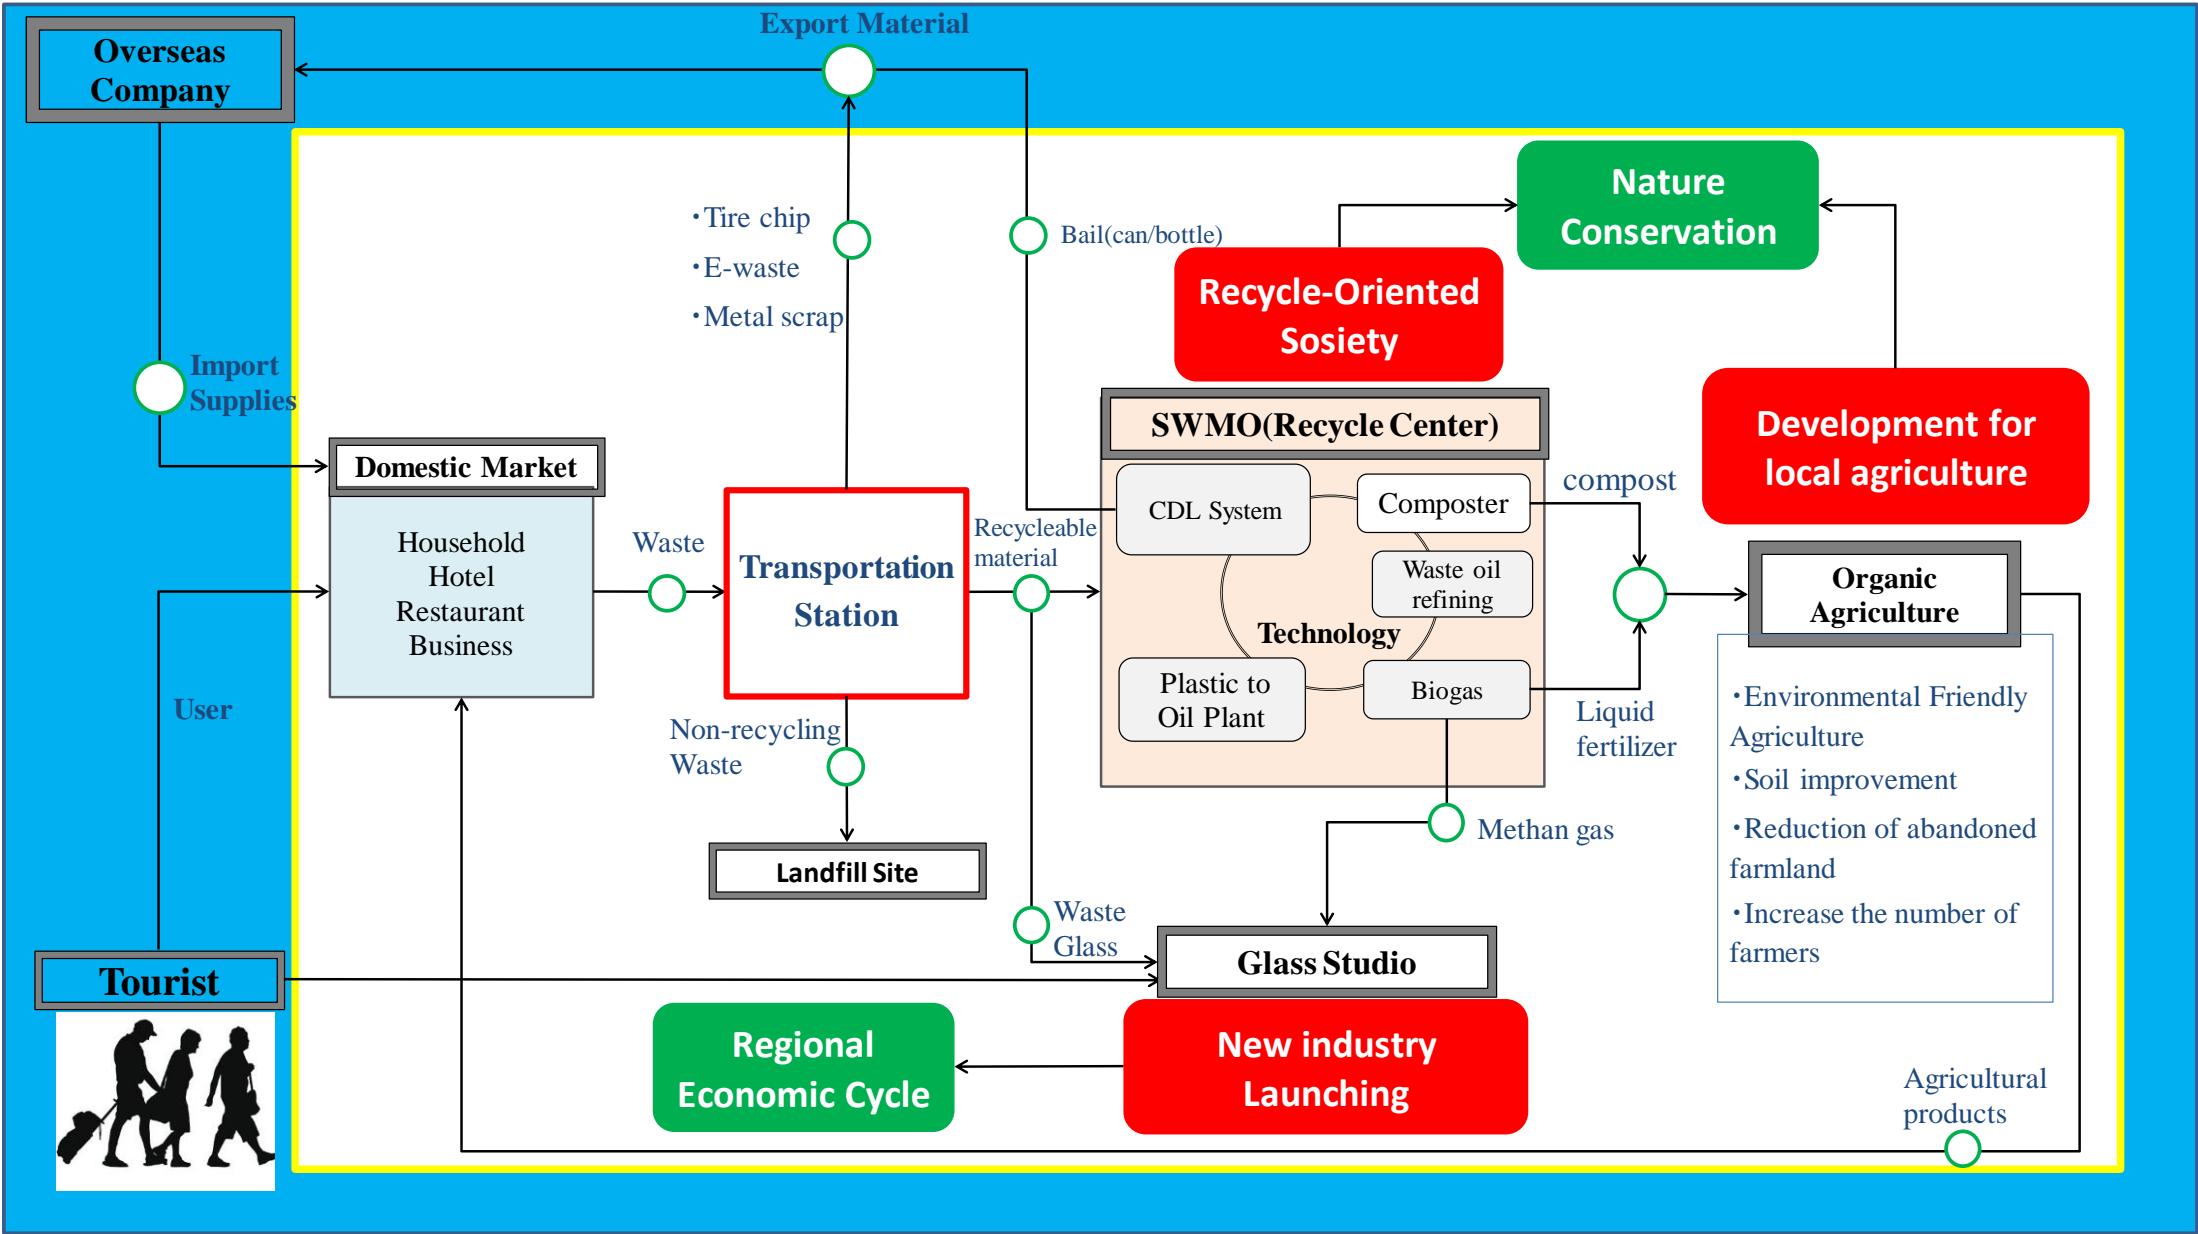 Export Material
Overseas
Company
・Tire chip
・E-waste
・Metal scrap
Bail(can/bottle)
Nature
Conservation
Recycle-Oriented
Sosiety
Import
Supplies
Development for
local agriculture
Domestic Market
Household
Hotel
Restaurant
Business
Waste
Transportation
Station
Recycleable
material
SWMO(Recycle Center)
CDL System
Composter
Waste oil
refining
Technology
Plastic to
Oil Plant
Biogas
compost
Liquid
fertilizer
Organic
Agriculture
・Environmental Friendly
Agriculture
・Soil improvement
・Reduction of abandoned
farmland
・Increase the number of
farmers
User
Non-recycling
Waste
Landfill Site
Methan gas
Waste
Glass
Glass Studio
Tourist
Regional
Economic Cycle
New industry
Launching
Agricultural
products